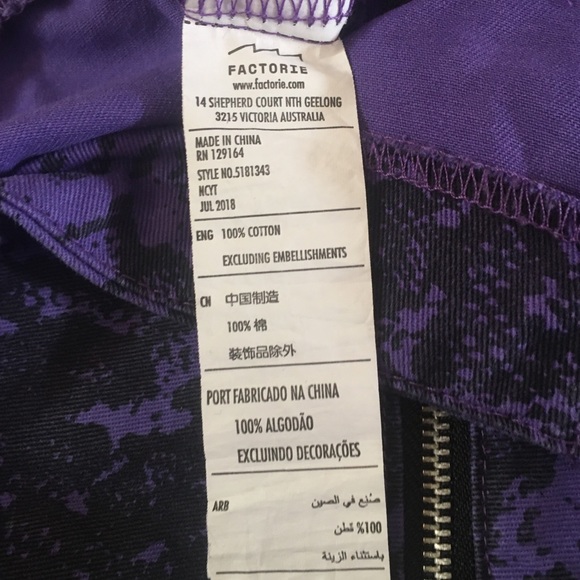 FACTORIE
www.factorie.com
14 SHEPHERD COURT NTH GEELONG
3215 VICTORIA AUSTRALIA
MADE IN CHINA
RN 129164
STYLE NO.5181343
NCYT
JUL 2018
ENG 100% COTTON
EXCLUDING EMBELLISHMENTS
CN 中国制造
100% 棉
装饰品除外
PORT FABRICADO NA CHINA
100% ALGODÃO
EXCLUINDO DECORAÇÕES
ARB صُنِع في الصين
100% قطن
باستثناء الزينة